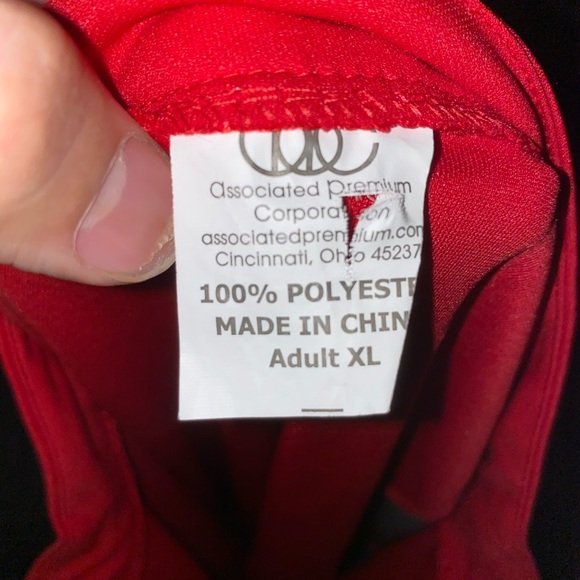 associated premium
Corporation
associatedpremium.com
Cincinnati, Ohio 45237
100% POLYESTE
MADE IN CHIN
Adult XL